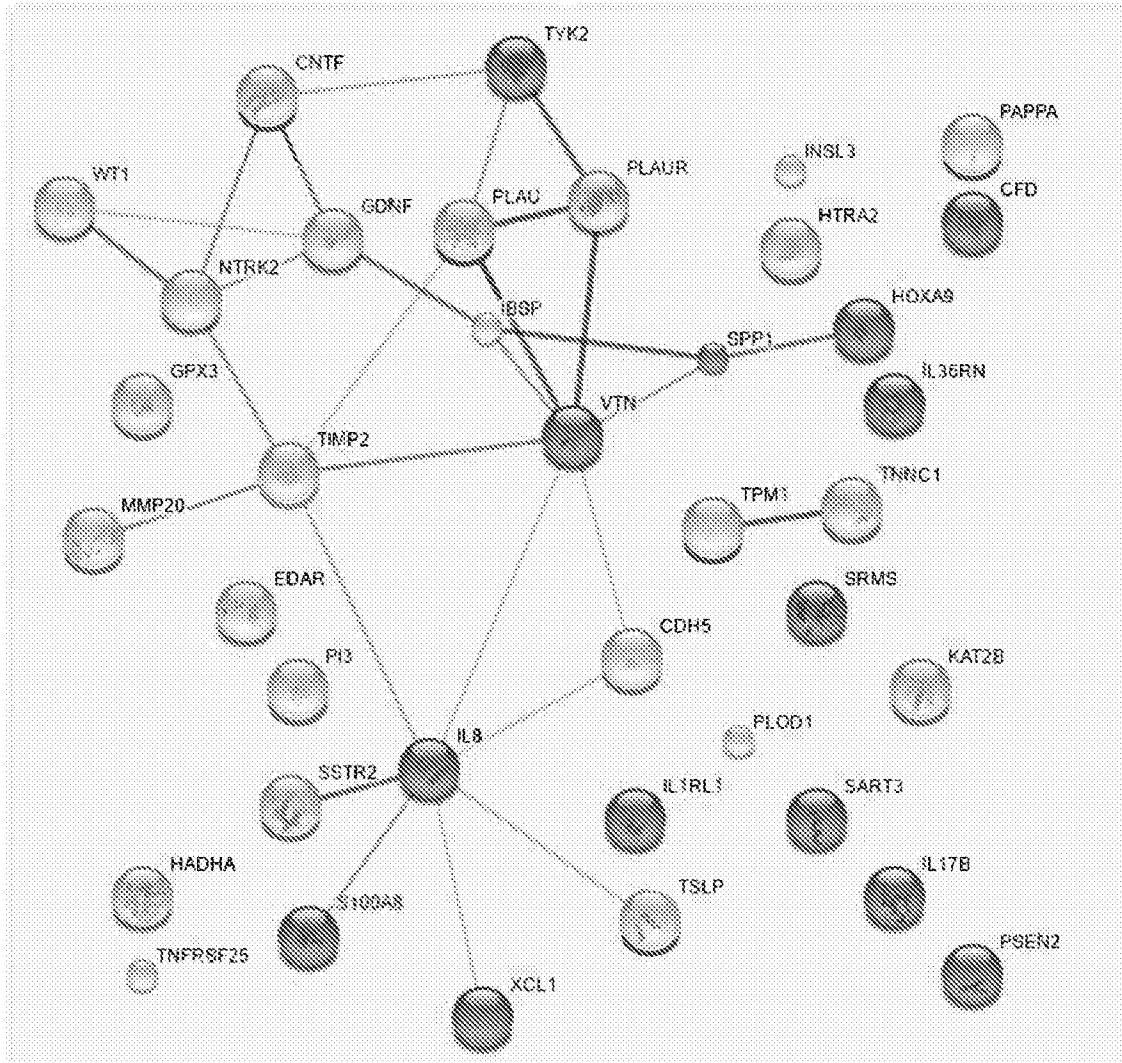 TYK2
CNTF
PAPPA
INSL3
PLAUR
WT1
PLAU
CFD
GDNF
HTRA2
NTRK2
HOXA9
IBSP
SPP1
GPX3
IL36RN
VTN
TIMP2
TNNC1
TPM1
MMP20
EDAR
SRMS
CDH5
PI3
KAT2B
PLOD1
IL8
SSTR2
IL1RL1
SART3
HADHA
IL17B
TSLP
S100A8
TNFRSF25
PSEN2
XCL1